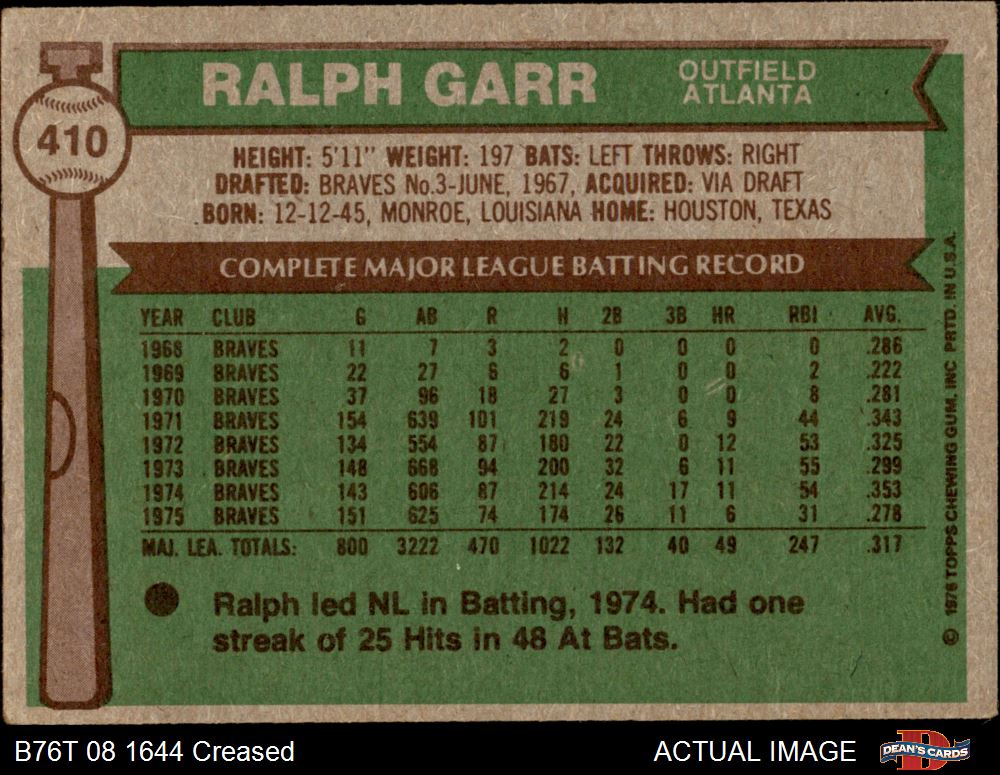 RALPH GARR
OUTFIELD
ATLANTA
410
HEIGHT: 5'11" WEIGHT: 197 BATS: LEFT THROWS: RIGHT
DRAFTED: BRAVES No.3-JUNE, 1967, ACQUIRED: VIA DRAFT
BORN: 12-12-45, MONROE, LOUISIANA HOME: HOUSTON, TEXAS
COMPLETE MAJOR LEAGUE BATTING RECORD
YEAR CLUB G AB R H 2B 3B HR RBI AVG.
1968 BRAVES 11 7 3 2 0 0 0 0 .286
1969 BRAVES 22 27 6 6 1 0 0 2 .222
1970 BRAVES 37 96 18 27 3 0 0 8 .281
1971 BRAVES 154 639 101 219 24 6 9 44 .343
1972 BRAVES 134 554 87 180 22 0 12 53 .325
1973 BRAVES 148 668 94 200 32 6 11 55 .299
1974 BRAVES 143 606 87 214 24 17 11 54 .353
1975 BRAVES 151 625 74 174 26 11 6 31 .278
MAJ. LEA. TOTALS: 800 3222 470 1022 132 40 49 247 .317
Ralph led NL in Batting, 1974. Had one
streak of 25 Hits in 48 At Bats.
© 1976 TOPPS CHEWING GUM, INC PRTD. IN U.S.A.
B76T 08 1644 Creased
ACTUAL IMAGE
DEAN'S CARDS